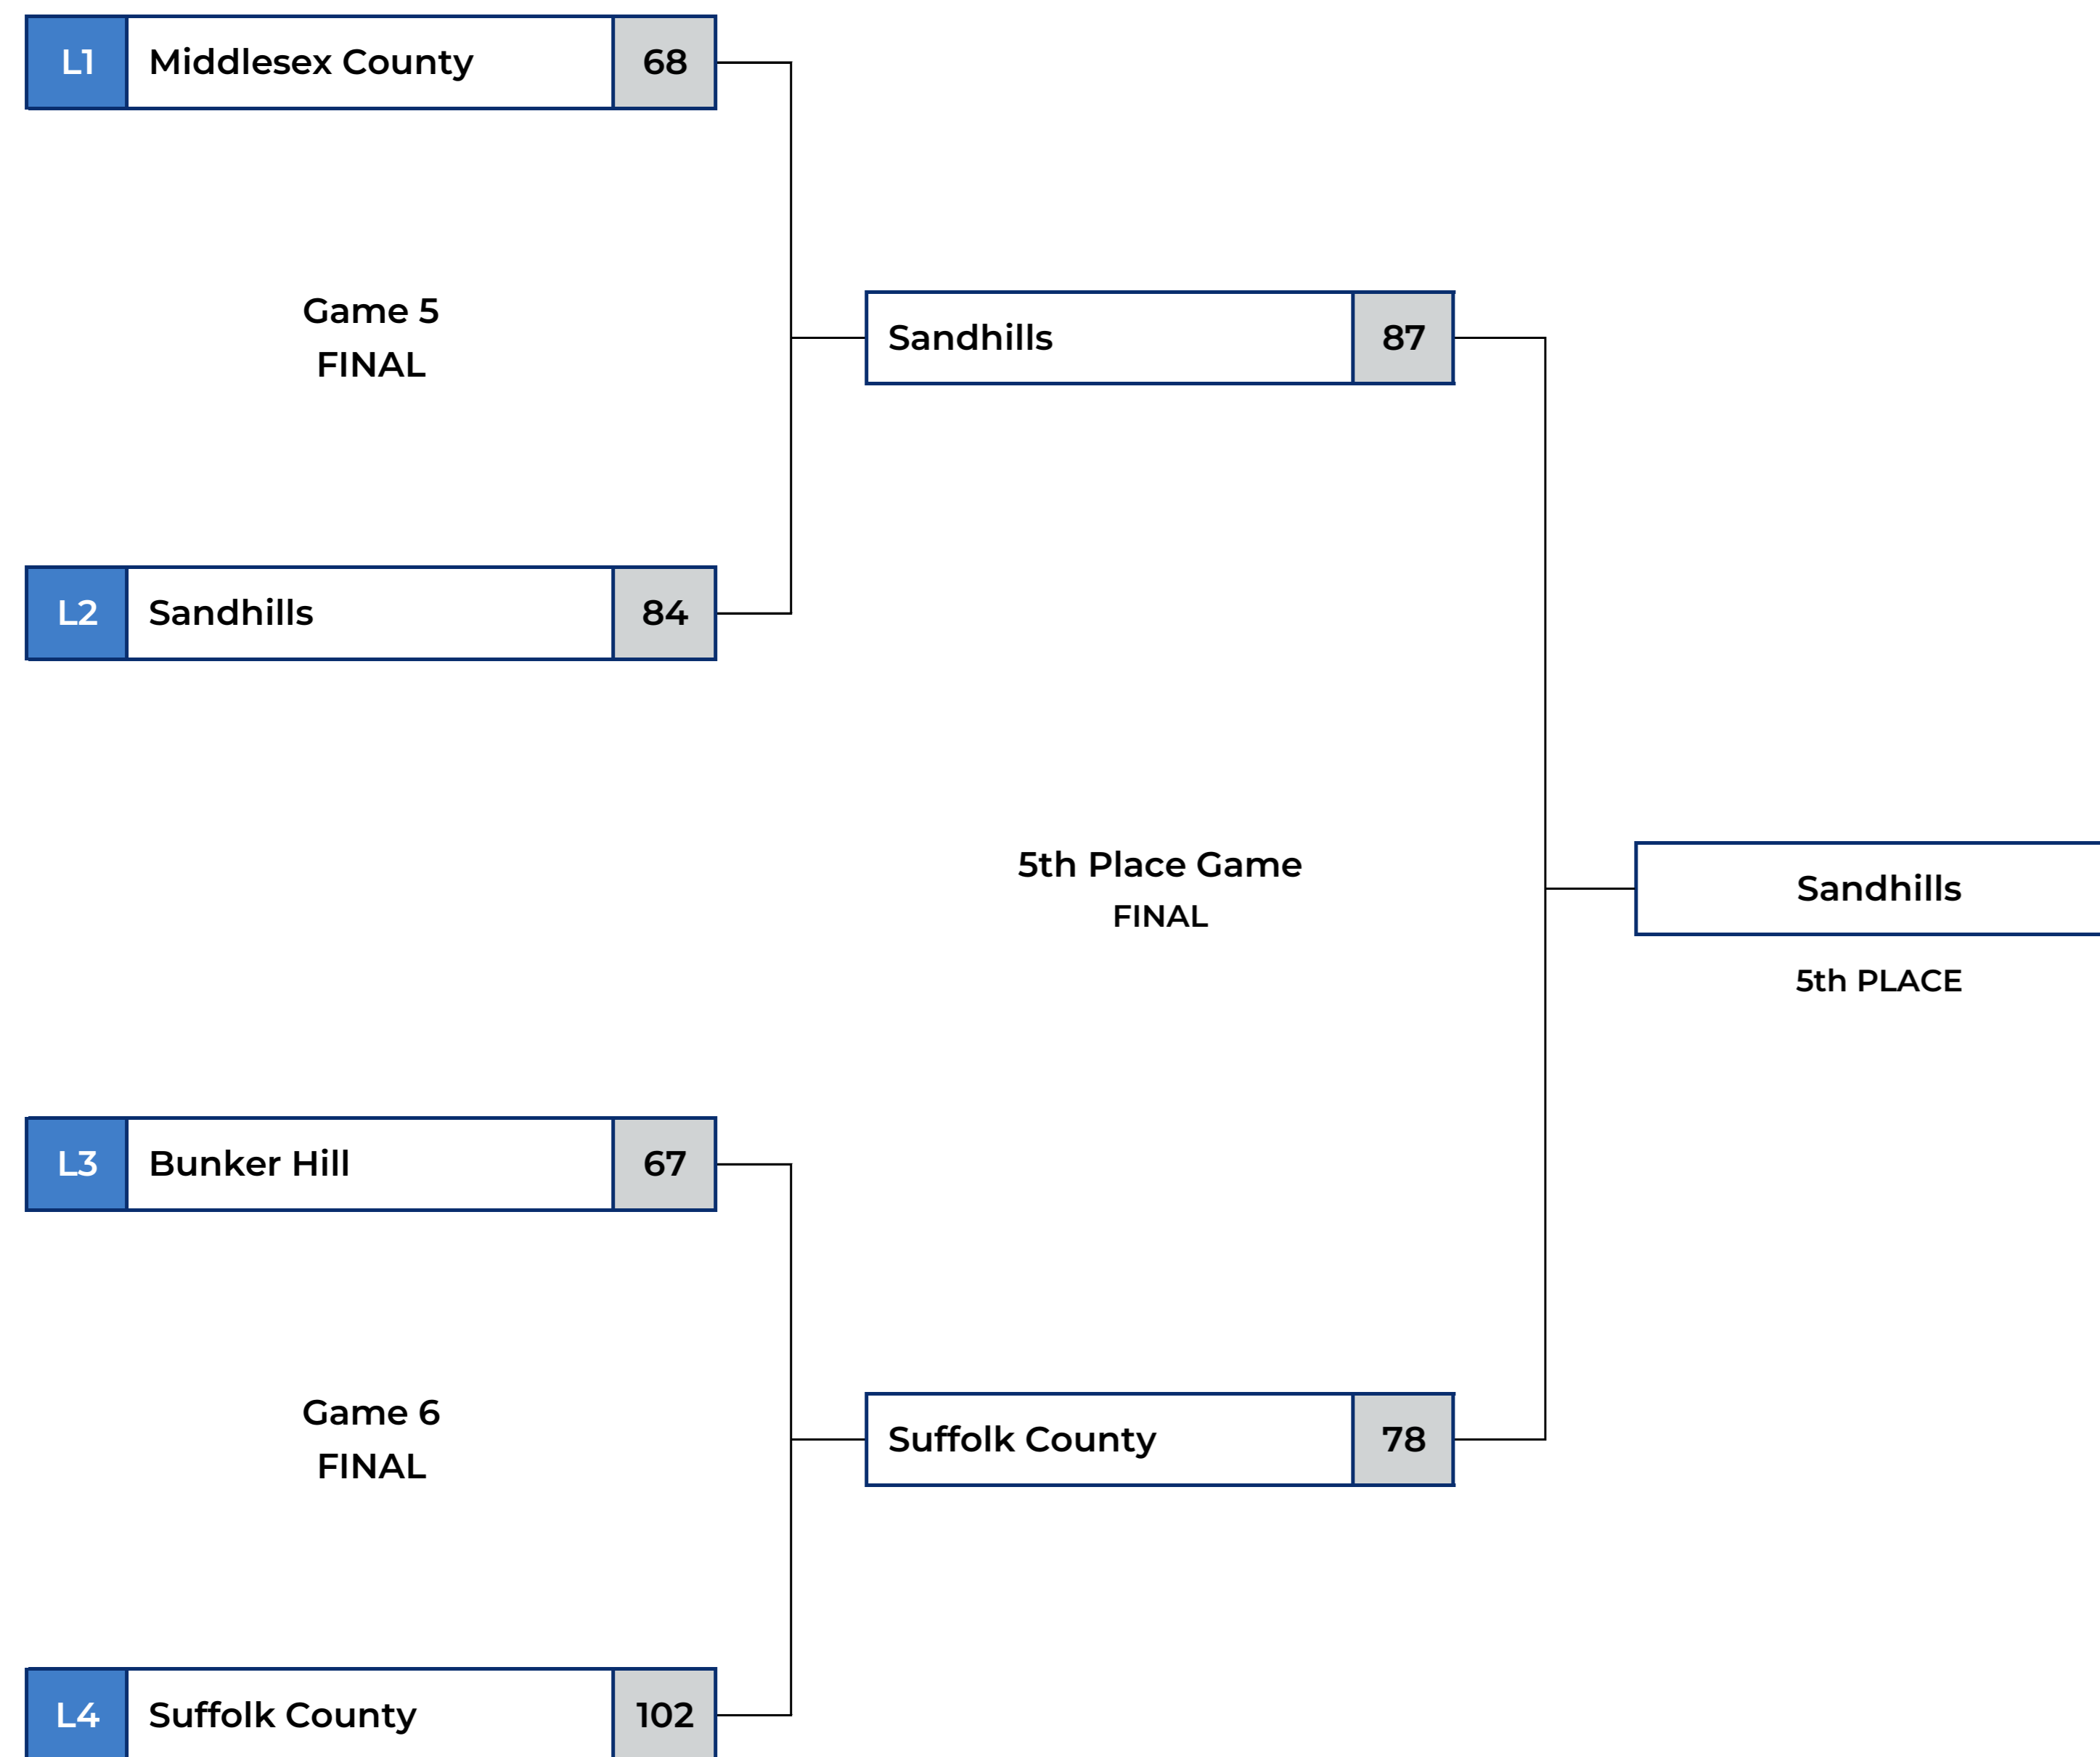 L1 Middlesex County 68
Game 5
FINAL
Sandhills 87
L2 Sandhills 84
5th Place Game
FINAL
Sandhills
5th PLACE
L3 Bunker Hill 67
Game 6
FINAL
Suffolk County 78
L4 Suffolk County 102